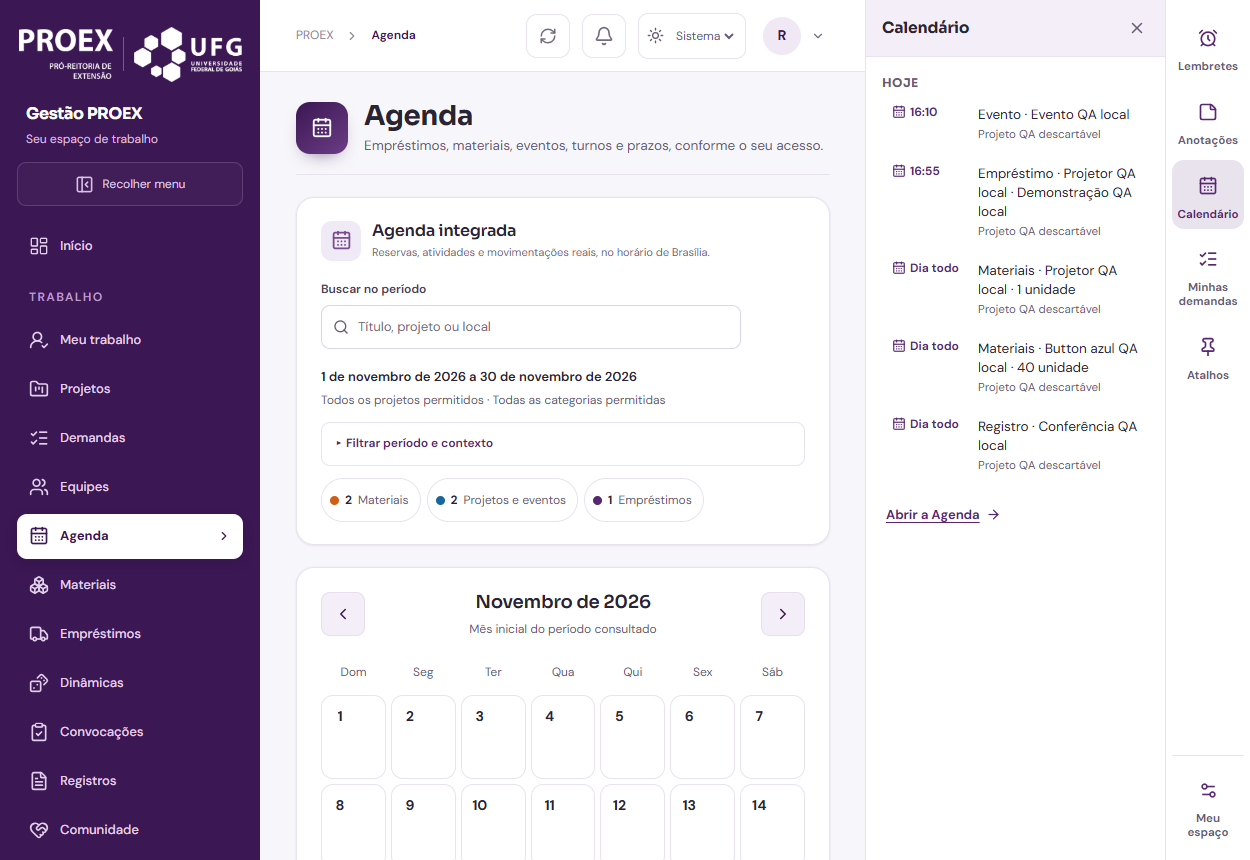 PROEX
PRÓ-REITORIA DE
EXTENSÃO
UFG
UNIVERSIDADE
FEDERAL DE GOIÁS
Gestão PROEX
Seu espaço de trabalho
Recolher menu
Início
TRABALHO
Meu trabalho
Projetos
Demandas
Equipes
Agenda
Materiais
Empréstimos
Dinâmicas
Convocações
Registros
Comunidade
PROEX > Agenda
Sistema
R
Agenda
Empréstimos, materiais, eventos, turnos e prazos, conforme o seu acesso.
Agenda integrada
Reservas, atividades e movimentações reais, no horário de Brasília.
Buscar no período
Título, projeto ou local
1 de novembro de 2026 a 30 de novembro de 2026
Todos os projetos permitidos · Todas as categorias permitidas
Filtrar período e contexto
2 Materiais
2 Projetos e eventos
1 Empréstimos
Novembro de 2026
Mês inicial do período consultado
Dom Seg Ter Qua Qui Sex Sáb
1 2 3 4 5 6 7
8 9 10 11 12 13 14
Calendário
HOJE
16:10
Evento · Evento QA local
Projeto QA descartável
16:55
Empréstimo · Projetor QA
local · Demonstração QA
local
Projeto QA descartável
Dia todo
Materiais · Projetor QA
local · 1 unidade
Projeto QA descartável
Dia todo
Materiais · Button azul QA
local · 40 unidade
Projeto QA descartável
Dia todo
Registro · Conferência QA
local
Projeto QA descartável
Abrir a Agenda →
Lembretes
Anotações
Calendário
Minhas
demandas
Atalhos
Meu
espaço